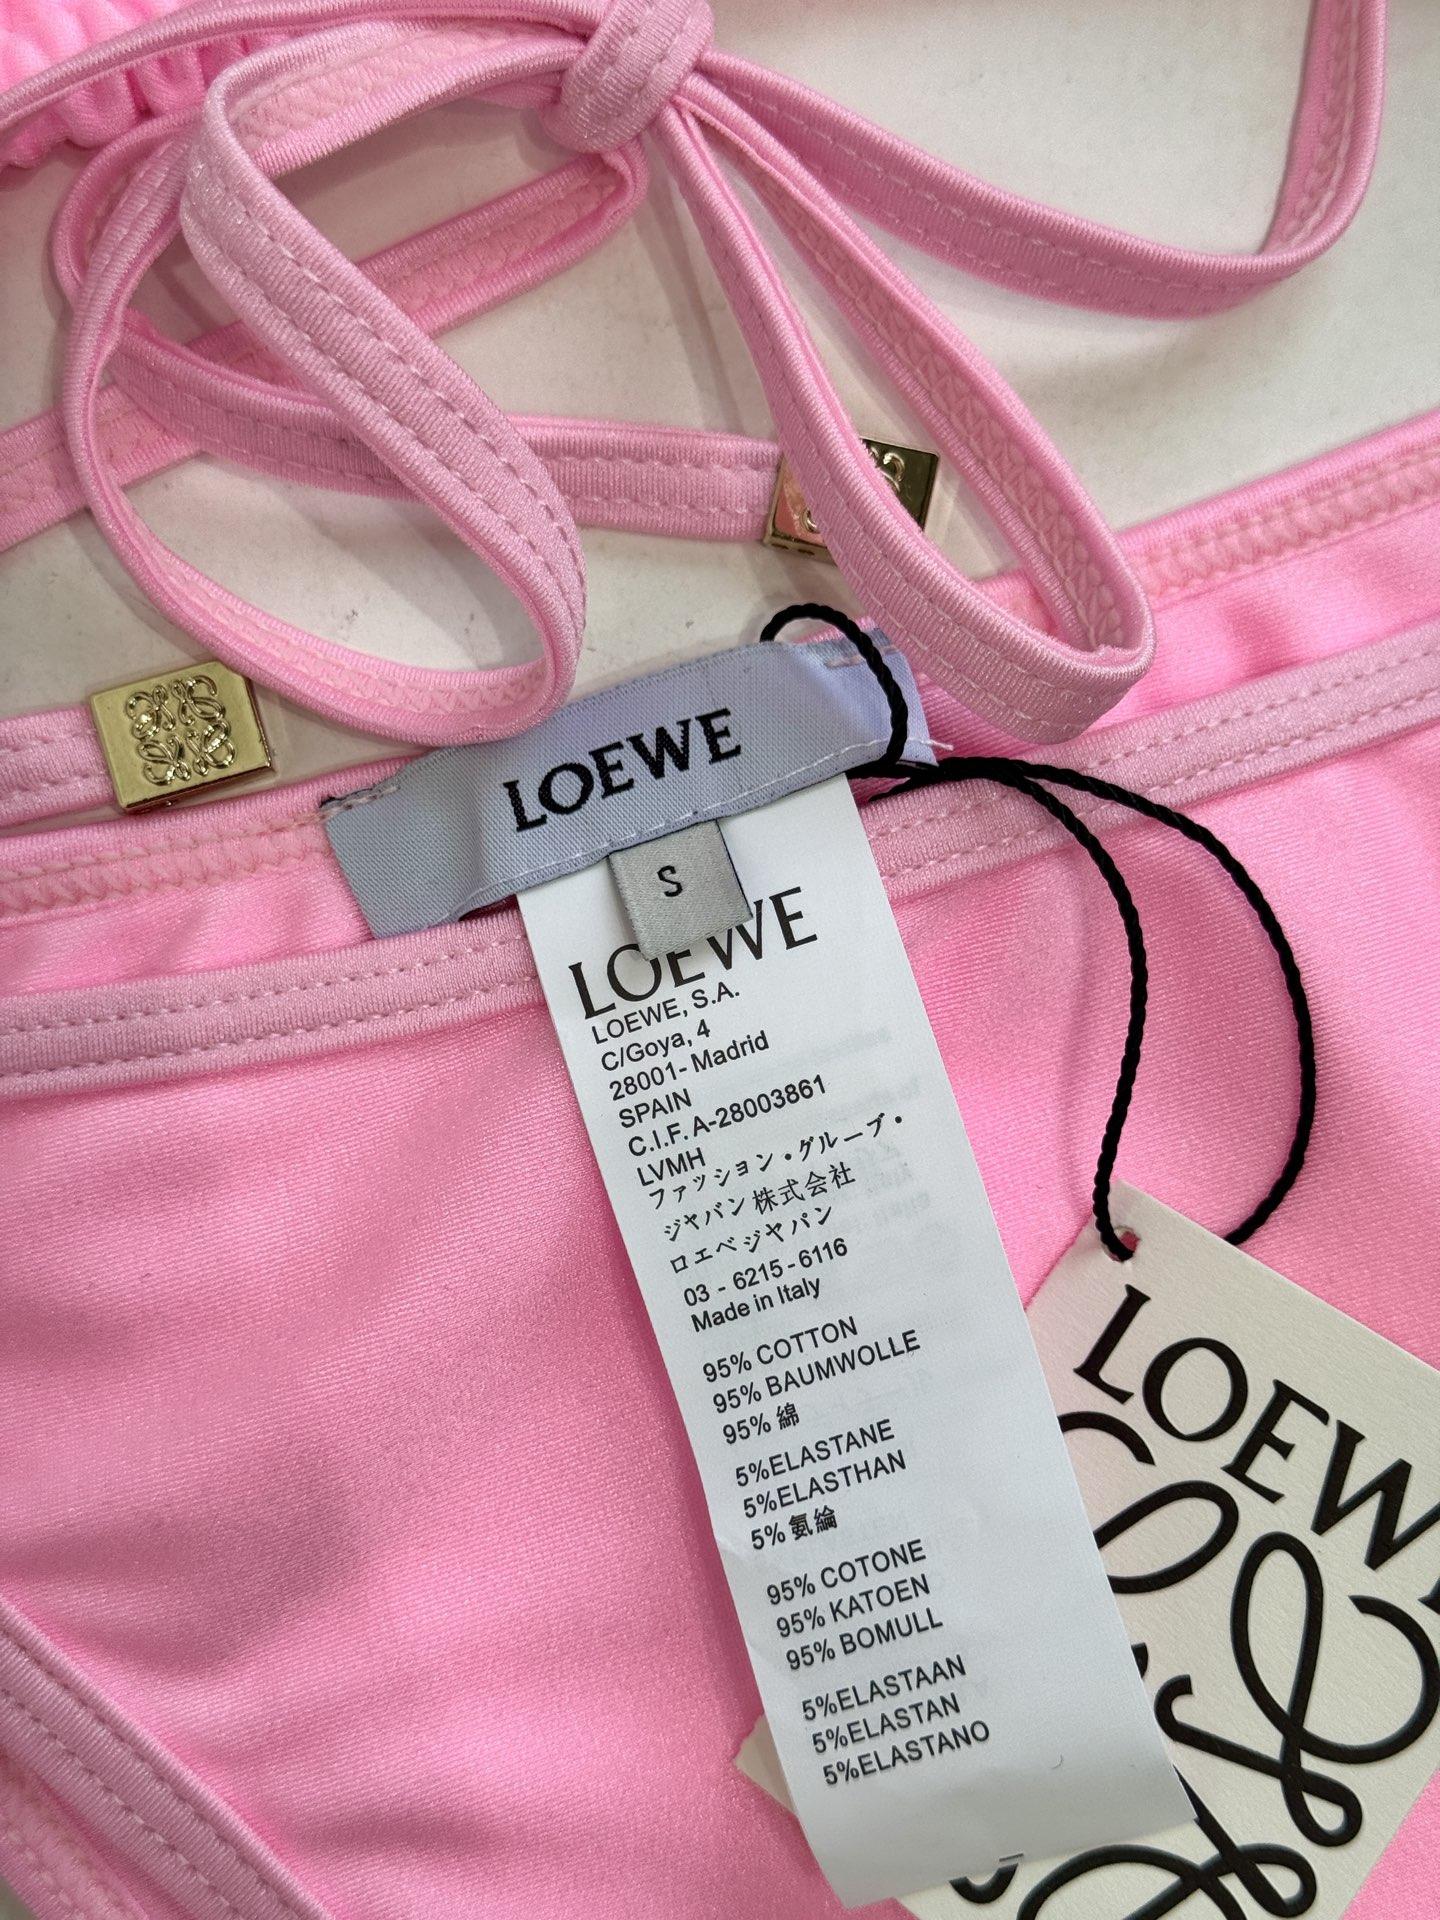 LOEWE
S
LOEWE
LOEWE, S.A.
C/Goya, 4
28001- Madrid
SPAIN
C.I.F. A-28003861
LVMH
ファッション・グループ・
ジャパン 株式会社
ロエベ ジャパン
03 - 6215 - 6116
Made in Italy
95% COTTON
95% BAUMWOLLE
95% 綿
5%ELASTANE
5%ELASTHAN
5% 氨綸
95% COTONE
95% KATOEN
95% BOMULL
5%ELASTAAN
5%ELASTAN
5%ELASTANO
LOEWE